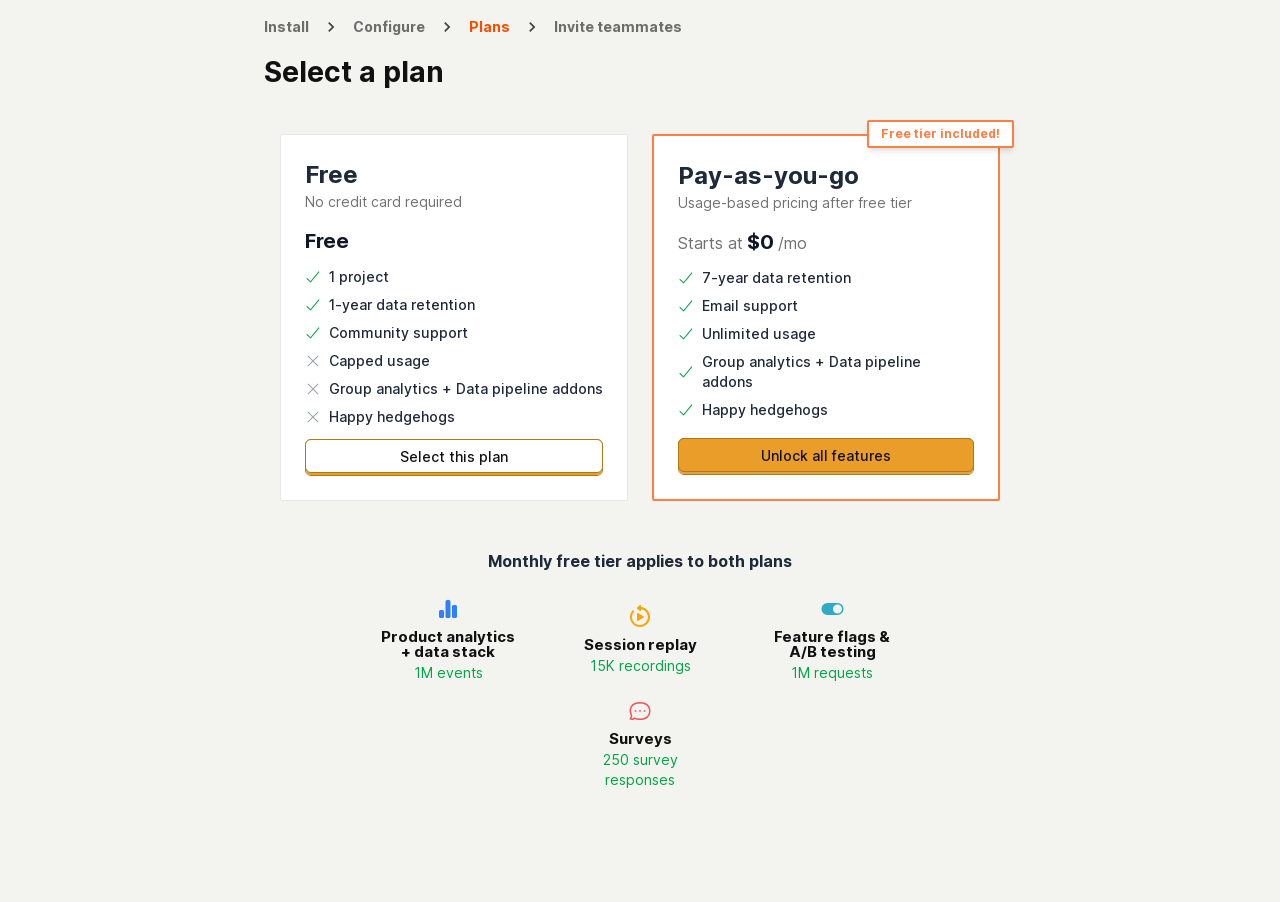 Install
Configure
Plans
Invite teammates
Select a plan
Free
No credit card required
Free
1 project
1-year data retention
Community support
Capped usage
Group analytics + Data pipeline addons
Happy hedgehogs
Select this plan
Free tier included!
Pay-as-you-go
Usage-based pricing after free tier
Starts at $0 /mo
7-year data retention
Email support
Unlimited usage
Group analytics + Data pipeline
addons
Happy hedgehogs
Unlock all features
Monthly free tier applies to both plans
Product analytics
+ data stack
1M events
Session replay
15K recordings
Feature flags &
A/B testing
1M requests
Surveys
250 survey
responses